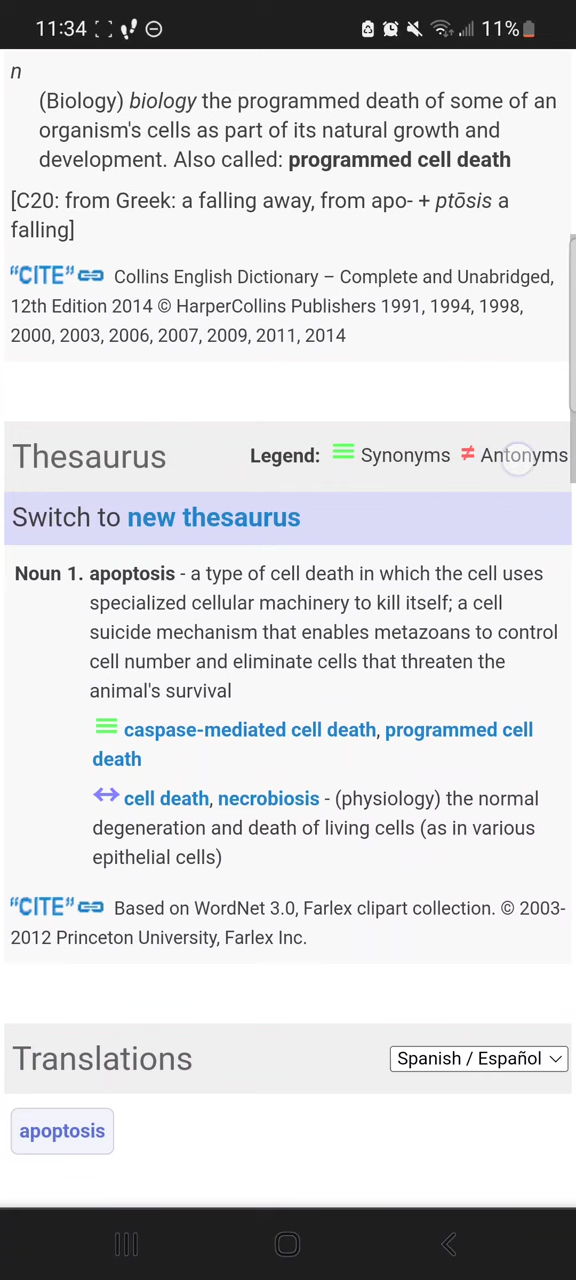 11:34 11%
n
(Biology) biology the programmed death of some of an
organism's cells as part of its natural growth and
development. Also called: programmed cell death
[C20: from Greek: a falling away, from apo- + ptōsis a
falling]
“CITE” Collins English Dictionary – Complete and Unabridged,
12th Edition 2014 © HarperCollins Publishers 1991, 1994, 1998,
2000, 2003, 2006, 2007, 2009, 2011, 2014
Thesaurus Legend: Synonyms ≠ Antonyms
Switch to new thesaurus
Noun 1. apoptosis - a type of cell death in which the cell uses
specialized cellular machinery to kill itself; a cell
suicide mechanism that enables metazoans to control
cell number and eliminate cells that threaten the
animal's survival
caspase-mediated cell death, programmed cell
death
↔ cell death, necrobiosis - (physiology) the normal
degeneration and death of living cells (as in various
epithelial cells)
“CITE” Based on WordNet 3.0, Farlex clipart collection. © 2003-
2012 Princeton University, Farlex Inc.
Translations Spanish / Español
apoptosis